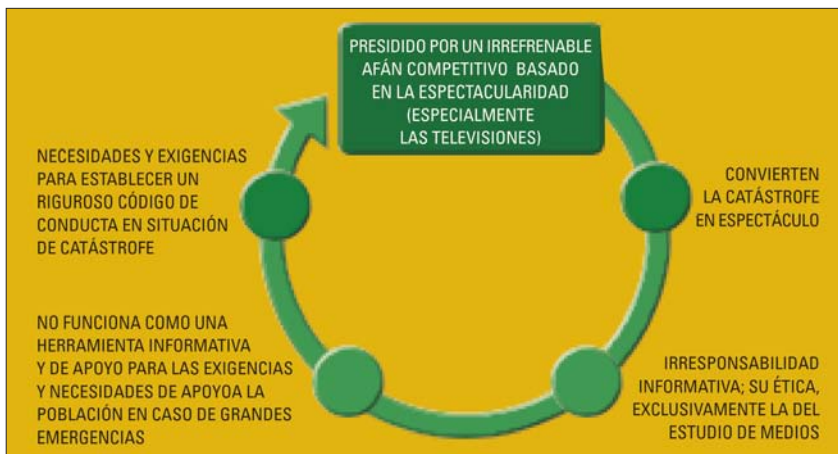 PRESIDIDO POR UN IRREFRENABLE
AFÁN COMPETITIVO BASADO
EN LA ESPECTACULARIDAD
(ESPECIALMENTE
LAS TELEVISIONES)
CONVIERTEN
LA CATÁSTROFE
EN ESPECTÁCULO
IRRESPONSABILIDAD
INFORMATIVA; SU ÉTICA,
EXCLUSIVAMENTE LA DEL
ESTUDIO DE MEDIOS
NO FUNCIONA COMO UNA
HERRAMIENTA INFORMATIVA
Y DE APOYO PARA LAS EXIGENCIAS
Y NECESIDADES DE APOYOA LA
POBLACIÓN EN CASO DE GRANDES
EMERGENCIAS
NECESIDADES Y EXIGENCIAS
PARA ESTABLECER UN
RIGUROSO CÓDIGO DE
CONDUCTA EN SITUACIÓN
DE CATÁSTROFE